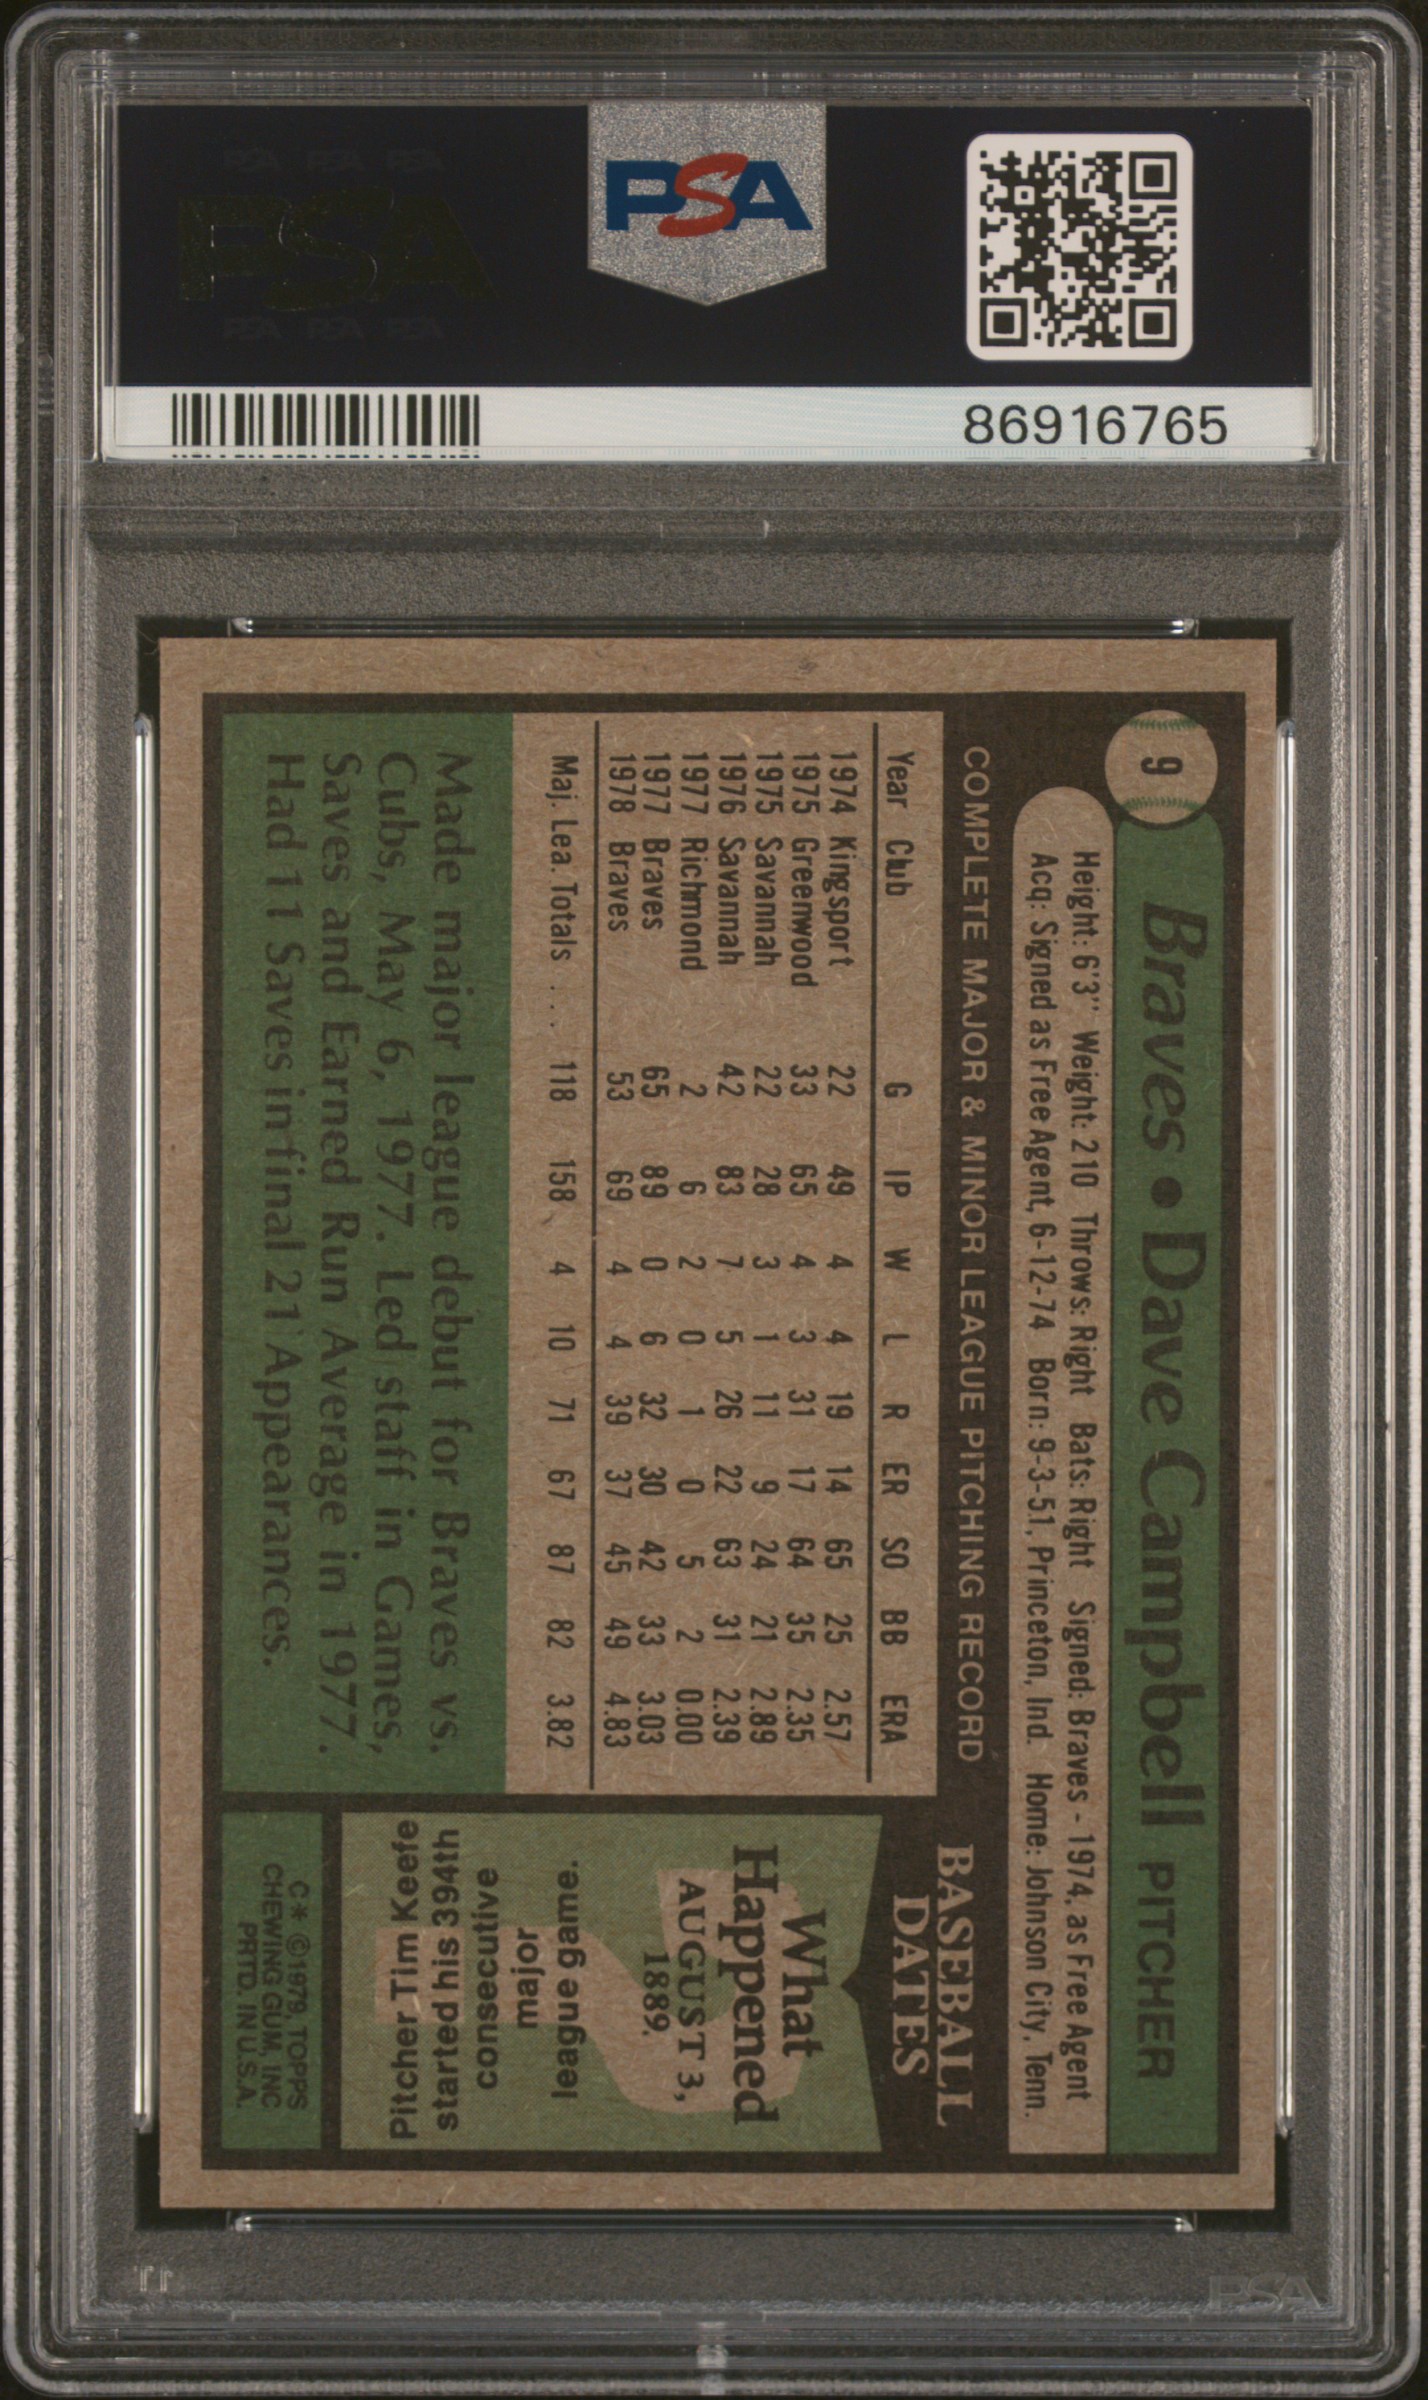 PSA
PSA PSA PSA
PSA
PSA PSA PSA
86916765
9
Braves • Dave Campbell PITCHER
Height: 6'3" Weight: 210 Throws: Right Bats: Right Signed: Braves - 1974, as Free Agent
Acq: Signed as Free Agent, 6-12-74 Born: 9-3-51, Princeton, Ind. Home: Johnson City, Tenn.
COMPLETE MAJOR & MINOR LEAGUE PITCHING RECORD
Year Club G IP W L R ER SO BB ERA
1974 Kingsport 22 49 4 4 19 14 65 25 2.57
1975 Greenwood 33 65 4 3 31 17 64 35 2.35
1975 Savannah 22 28 3 1 11 9 24 21 2.89
1976 Savannah 42 83 7 5 26 22 63 31 2.39
1977 Richmond 2 6 2 0 1 0 5 2 0.00
1977 Braves 65 89 0 6 32 30 42 33 3.03
1978 Braves 53 69 4 4 39 37 45 49 4.83
Maj. Lea. Totals . . . 118 158 4 10 71 67 87 82 3.82
Made major league debut for Braves vs.
Cubs, May 6, 1977. Led staff in Games,
Saves and Earned Run Average in 1977.
Had 11 Saves in final 21 Appearances.
BASEBALL
DATES
What
Happened
AUGUST 3,
1889.
league game.
major
consecutive
started his 394th
Pitcher Tim Keefe
C* ©1979, TOPPS
CHEWING GUM, INC
PRTD. IN U.S.A.
PSA